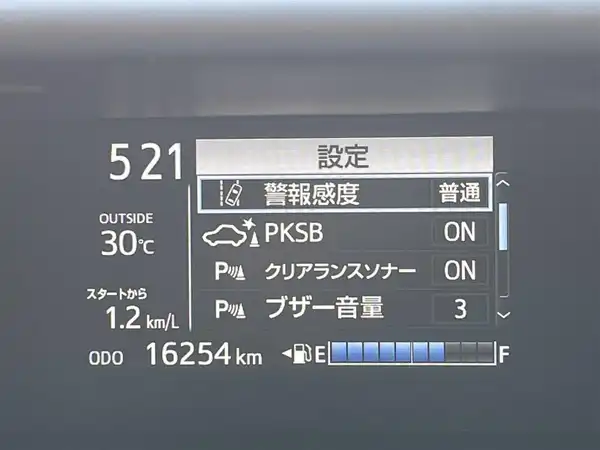 5 21
設定
警報感度 普通
OUTSIDE
30℃
PKSB ON
P クリアランスソナー ON
スタートから
1.2 km/L
P ブザー音量 3
ODO 16254 km
E F